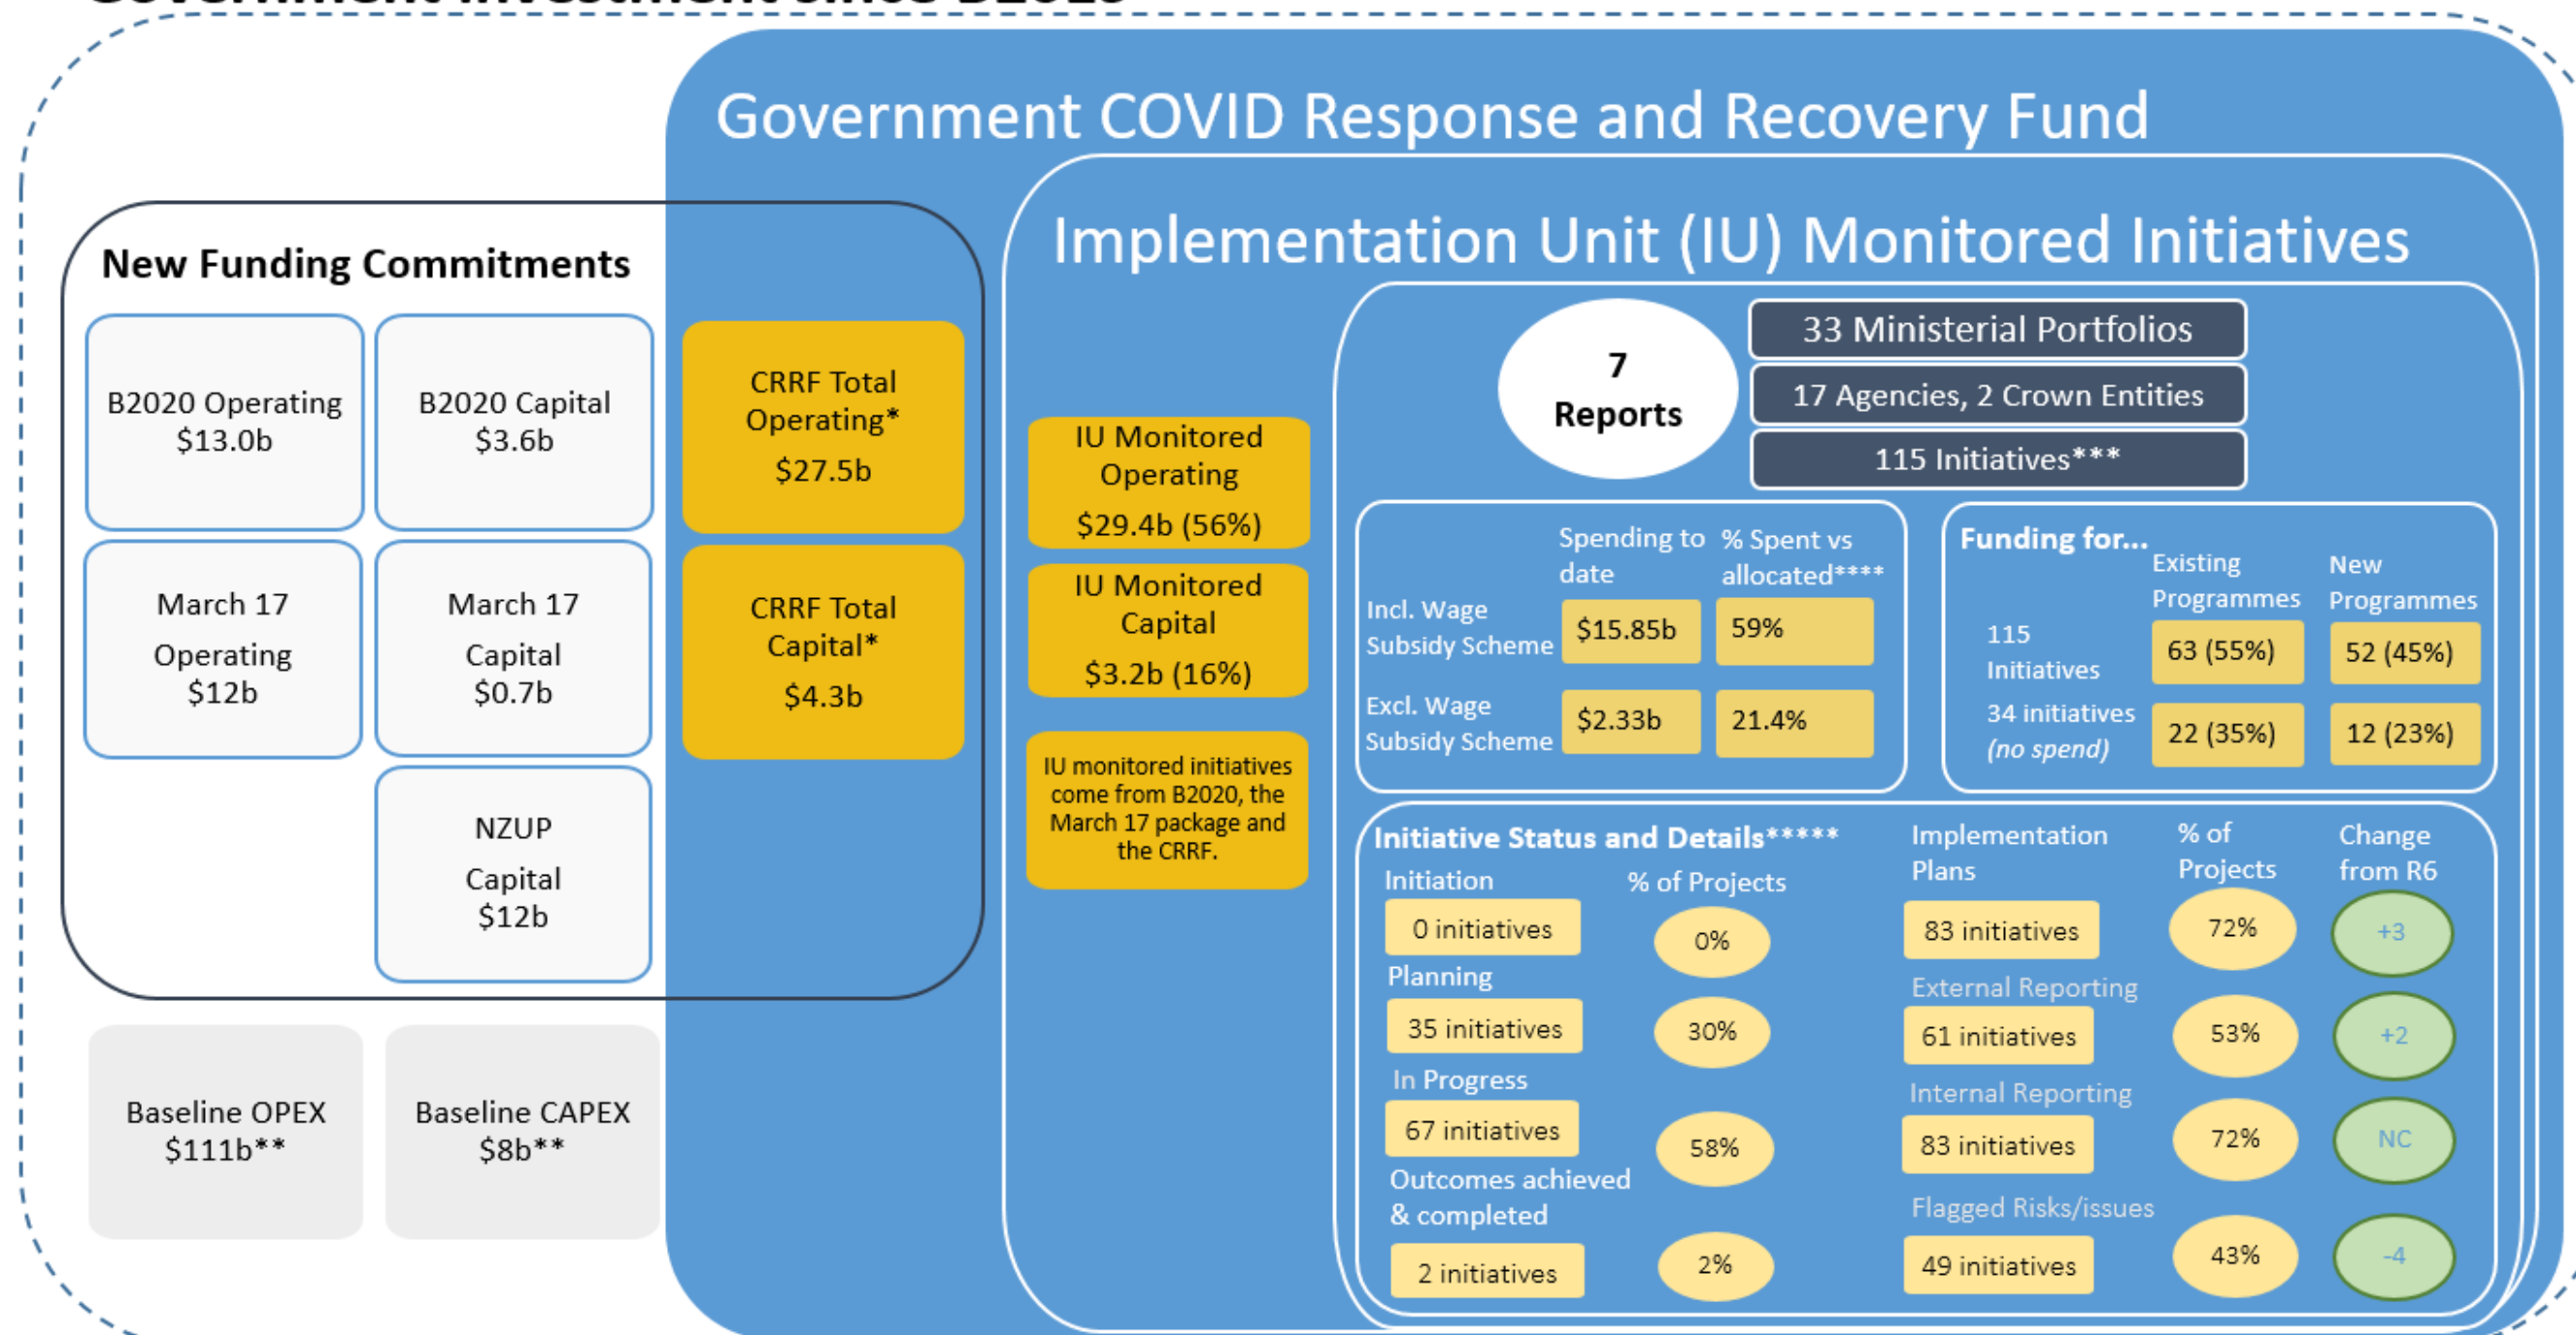 Government Investment since B2020
Government COVID Response and Recovery Fund
Implementation Unit (IU) Monitored Initiatives
New Funding Commitments
B2020 Operating
$13.0b
B2020 Capital
$3.6b
CRRF Total
Operating*
$27.5b
March 17
Operating
$12b
March 17
Capital
$0.7b
CRRF Total
Capital*
$4.3b
NZUP
Capital
$12b
Baseline OPEX
$111b**
Baseline CAPEX
$8b**
IU Monitored
Operating
$29.4b (56%)
IU Monitored
Capital
$3.2b (16%)
IU monitored initiatives
come from B2020, the
March 17 package and
the CRRF.
7
Reports
33 Ministerial Portfolios
17 Agencies, 2 Crown Entities
115 Initiatives***
Spending to
date
% Spent vs
allocated****
Incl. Wage
Subsidy Scheme
$15.85b
59%
Excl. Wage
Subsidy Scheme
$2.33b
21.4%
Funding for...
Existing
Programmes
New
Programmes
115
Initiatives
63 (55%)
52 (45%)
34 initiatives
(no spend)
22 (35%)
12 (23%)
Initiative Status and Details*****
Initiation
% of Projects
0 initiatives
0%
Planning
35 initiatives
30%
In Progress
67 initiatives
58%
Outcomes achieved
& completed
2 initiatives
2%
Implementation
Plans
% of
Projects
Change
from R6
83 initiatives
72%
+3
External Reporting
61 initiatives
53%
+2
Internal Reporting
83 initiatives
72%
NC
Flagged Risks/issues
49 initiatives
43%
-4